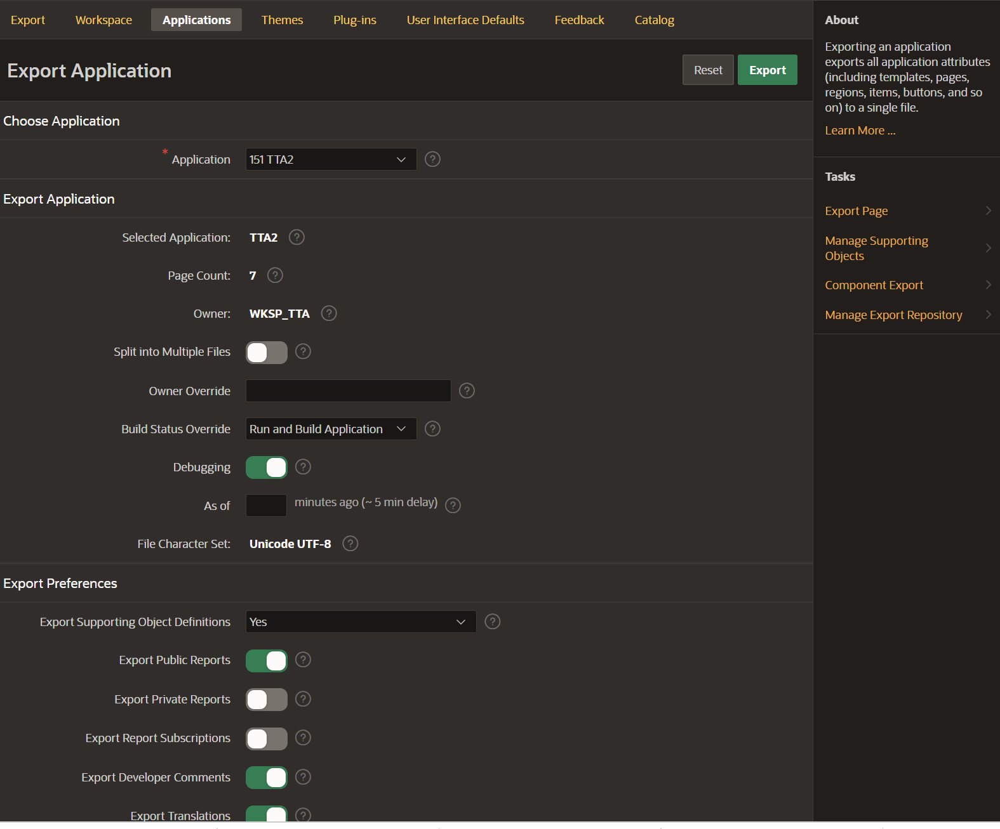 Export Workspace Applications Themes Plug-ins User Interface Defaults Feedback Catalog
Export Application
Reset Export
Choose Application
* Application 151 TTA2 ?
Export Application
Selected Application: TTA2 ?
Page Count: 7 ?
Owner: WKSP_TTA ?
Split into Multiple Files ?
Owner Override ?
Build Status Override Run and Build Application ?
Debugging ?
As of minutes ago (~ 5 min delay) ?
File Character Set: Unicode UTF-8 ?
Export Preferences
Export Supporting Object Definitions Yes ?
Export Public Reports ?
Export Private Reports ?
Export Report Subscriptions ?
Export Developer Comments ?
Export Translations ?
About
Exporting an application
exports all application attributes
(including templates, pages,
regions, items, buttons, and so
on) to a single file.
Learn More ...
Tasks
Export Page
Manage Supporting
Objects
Component Export
Manage Export Repository